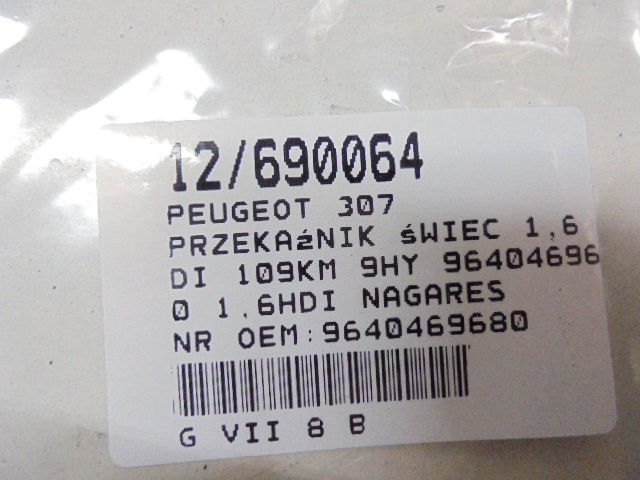 12/690064
PEUGEOT 307
PRZEKAźNIK śWIEC 1,6
DI 109KM 9HY 96404696
0 1.6HDI NAGARES
NR OEM:9640469680
G VII 8 B